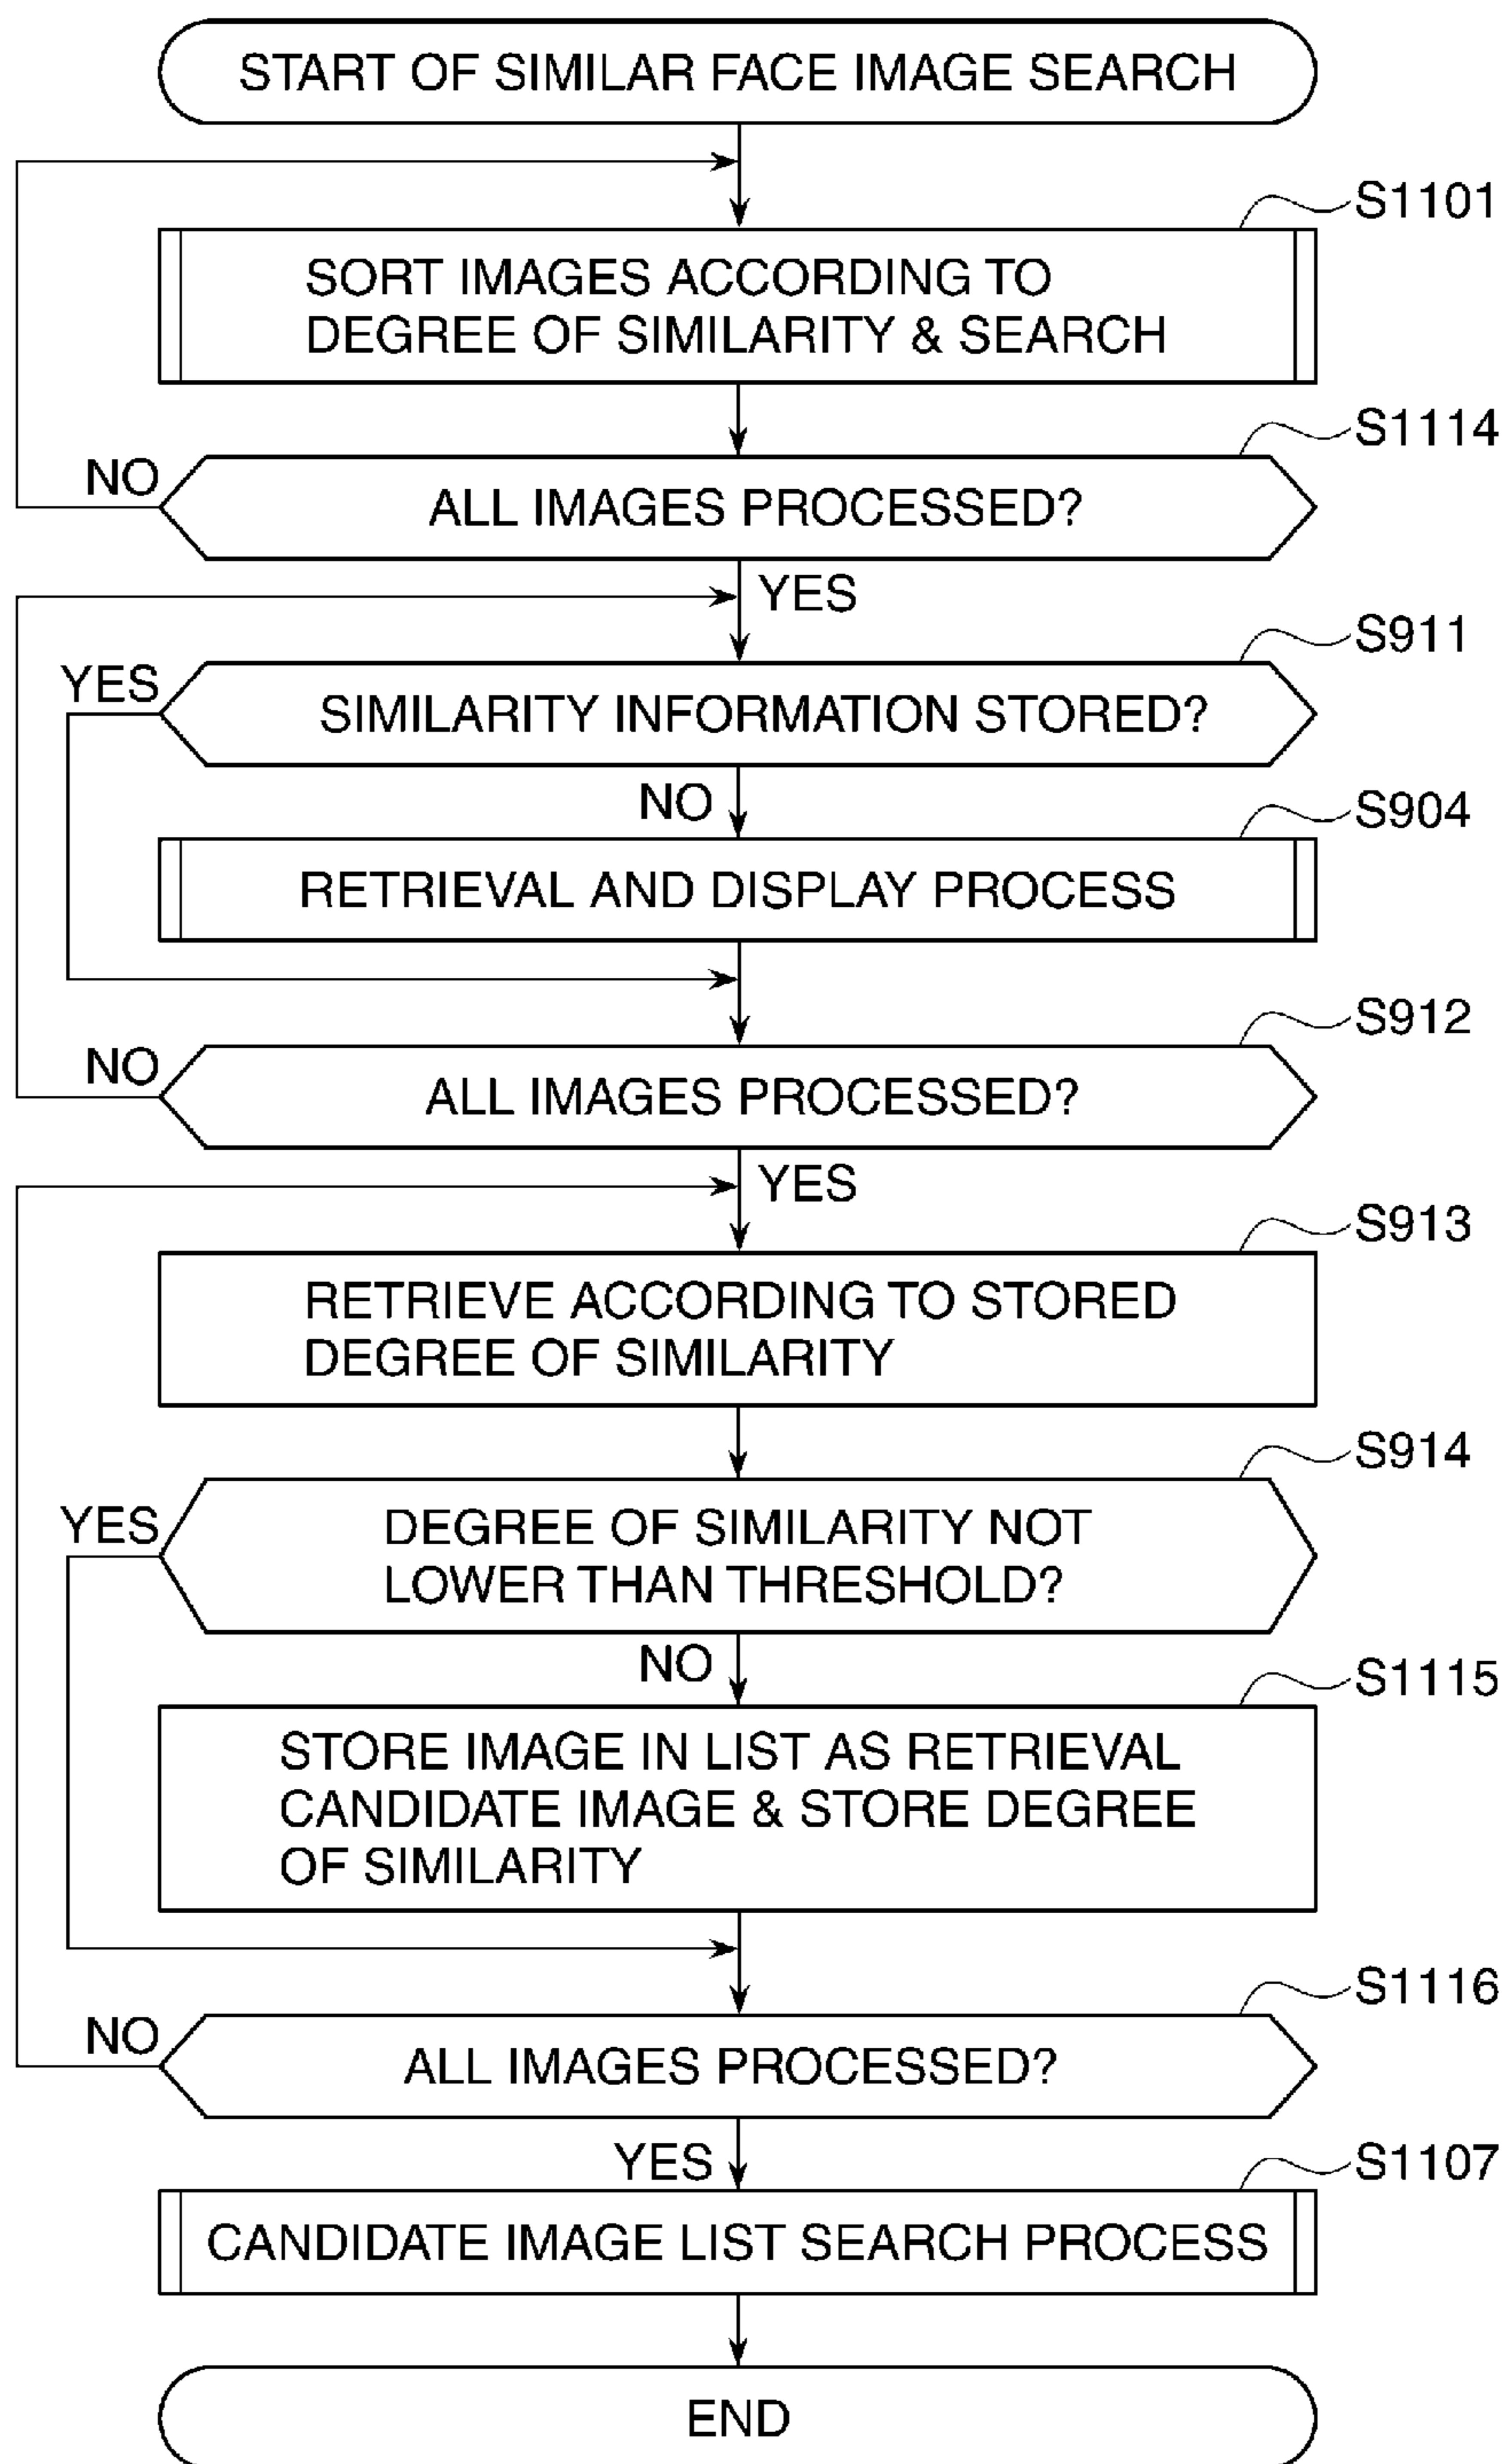 START OF SIMILAR FACE IMAGE SEARCH
S1101
SORT IMAGES ACCORDING TO
DEGREE OF SIMILARITY & SEARCH
S1114
NO
ALL IMAGES PROCESSED?
YES
S911
YES
SIMILARITY INFORMATION STORED?
NO
S904
RETRIEVAL AND DISPLAY PROCESS
S912
NO
ALL IMAGES PROCESSED?
YES
S913
RETRIEVE ACCORDING TO STORED
DEGREE OF SIMILARITY
S914
YES
DEGREE OF SIMILARITY NOT
LOWER THAN THRESHOLD?
NO
S1115
STORE IMAGE IN LIST AS RETRIEVAL
CANDIDATE IMAGE & STORE DEGREE
OF SIMILARITY
S1116
NO
ALL IMAGES PROCESSED?
YES
S1107
CANDIDATE IMAGE LIST SEARCH PROCESS
END